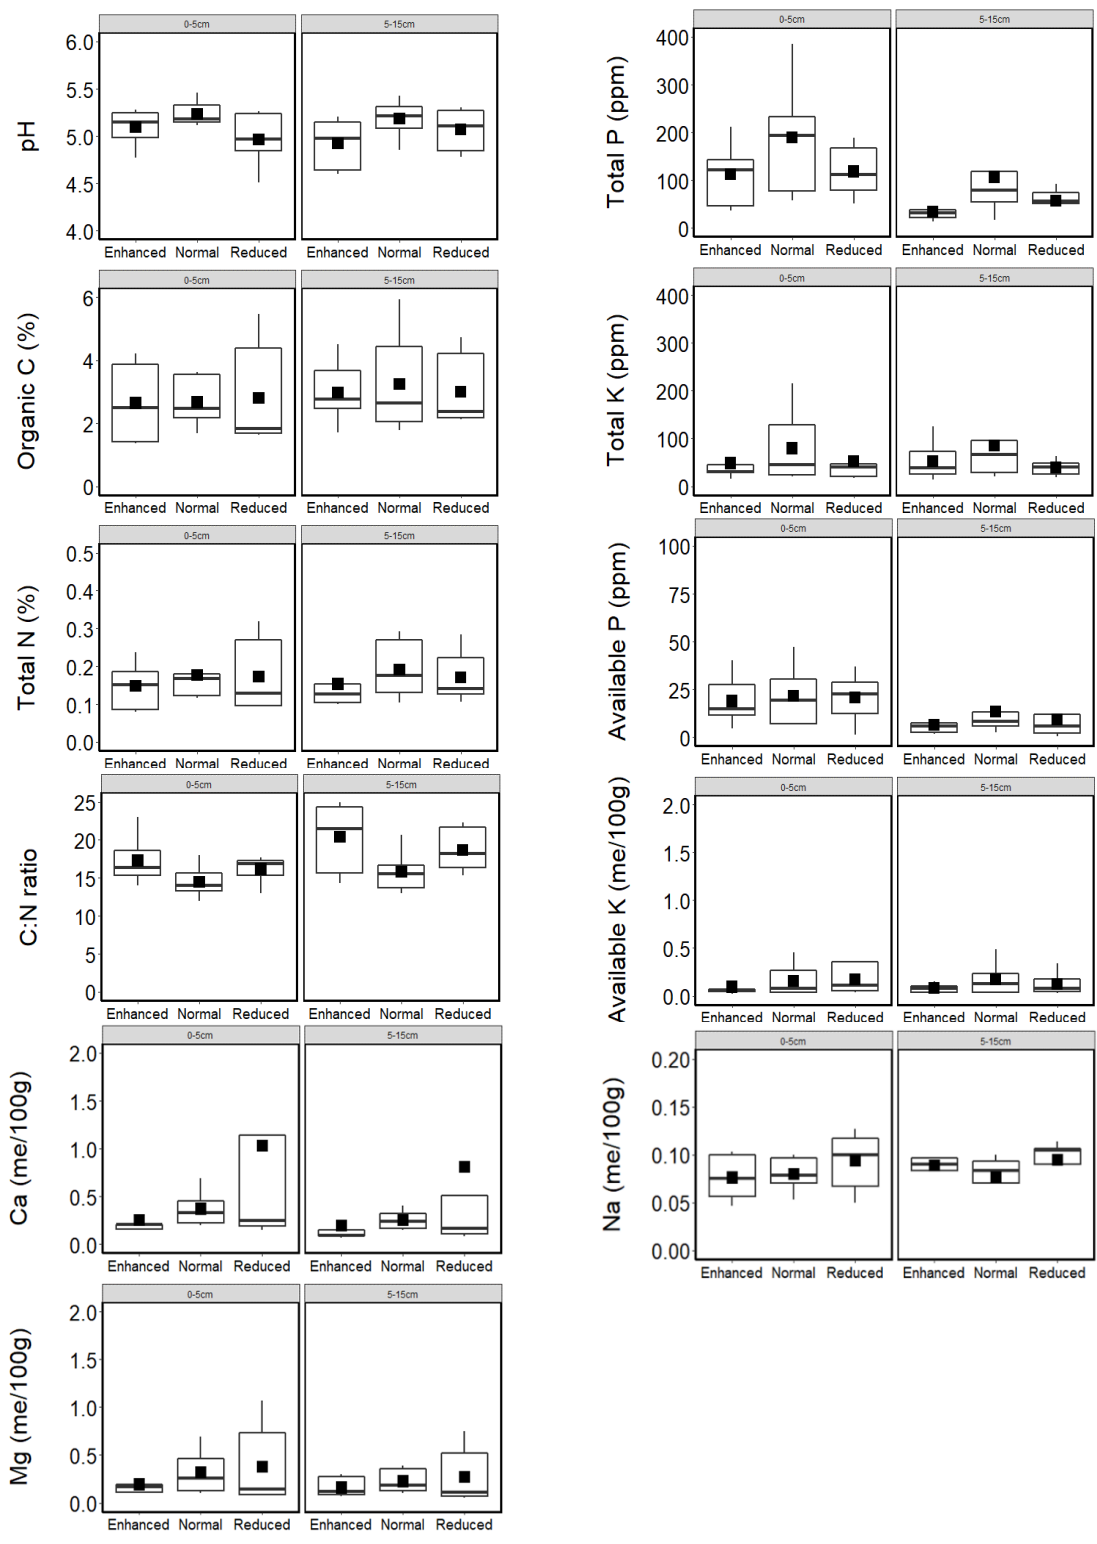 0-5cm 5-15cm
pH
6.0
5.5
5.0
4.5
4.0
Enhanced Normal Reduced Enhanced Normal Reduced
0-5cm 5-15cm
Organic C (%)
6
4
2
0
Enhanced Normal Reduced Enhanced Normal Reduced
0-5cm 5-15cm
Total N (%)
0.5
0.4
0.3
0.2
0.1
0.0
Enhanced Normal Reduced Enhanced Normal Reduced
0-5cm 5-15cm
C:N ratio
25
20
15
10
5
0
Enhanced Normal Reduced Enhanced Normal Reduced
0-5cm 5-15cm
Ca (me/100g)
2.0
1.5
1.0
0.5
0.0
Enhanced Normal Reduced Enhanced Normal Reduced
0-5cm 5-15cm
Mg (me/100g)
2.0
1.5
1.0
0.5
0.0
Enhanced Normal Reduced Enhanced Normal Reduced
0-5cm 5-15cm
Total P (ppm)
400
300
200
100
0
Enhanced Normal Reduced Enhanced Normal Reduced
0-5cm 5-15cm
Total K (ppm)
400
300
200
100
0
Enhanced Normal Reduced Enhanced Normal Reduced
0-5cm 5-15cm
Available P (ppm)
100
75
50
25
0
Enhanced Normal Reduced Enhanced Normal Reduced
0-5cm 5-15cm
Available K (me/100g)
2.0
1.5
1.0
0.5
0.0
Enhanced Normal Reduced Enhanced Normal Reduced
0-5cm 5-15cm
Na (me/100g)
0.20
0.15
0.10
0.05
0.00
Enhanced Normal Reduced Enhanced Normal Reduced